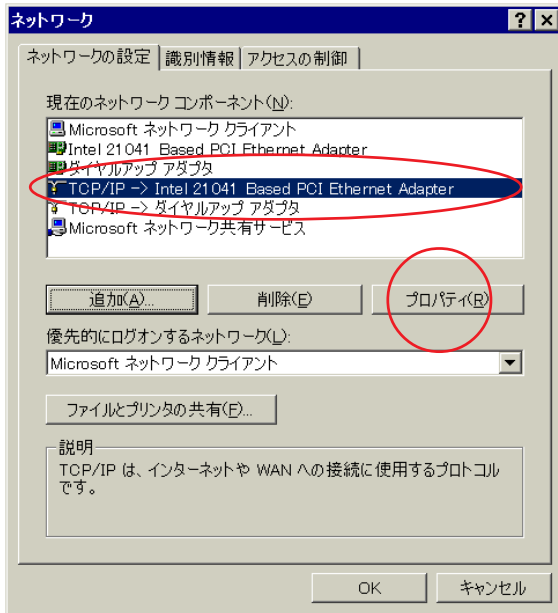 ネットワーク
ネットワークの設定 識別情報 アクセスの制御
現在のネットワーク コンポーネント(N):
Microsoft ネットワーク クライアント
Intel 21041 Based PCI Ethernet Adapter
ダイヤルアップ アダプタ
TCP/IP -> Intel 21041 Based PCI Ethernet Adapter
TCP/IP -> ダイヤルアップ アダプタ
Microsoft ネットワーク共有サービス
追加(A)... 削除(E) プロパティ(R)
優先的にログオンするネットワーク(L):
Microsoft ネットワーク クライアント
ファイルとプリンタの共有(F)...
説明
TCP/IP は、インターネットや WAN への接続に使用するプロトコル
です。
OK キャンセル